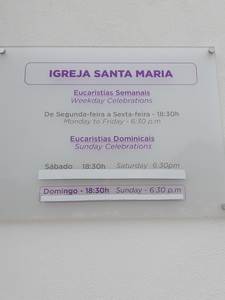 IGREJA SANTA MARIA
Eucaristias Semanais
Weekday Celebrations
De Segunda-feira a Sexta-feira - 18:30h
Monday to Friday - 6:30 p.m
Eucaristias Dominicais
Sunday Celebrations
Sábado 18:30h Saturday 6:30pm
Domingo - 18:30h Sunday - 6:30 p.m